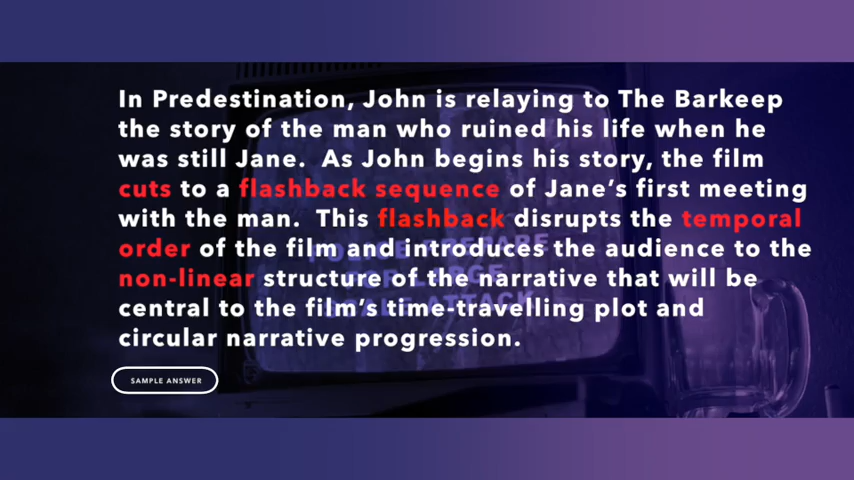 In Predestination, John is relaying to The Barkeep
the story of the man who ruined his life when he
was still Jane.  As John begins his story, the film
cuts to a flashback sequence of Jane’s first meeting
with the man.  This flashback disrupts the temporal
order of the film and introduces the audience to the
non-linear structure of the narrative that will be
central to the film’s time-travelling plot and
circular narrative progression.
SAMPLE ANSWER